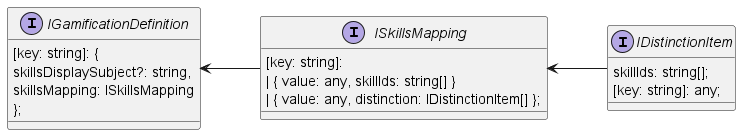 I IGamificationDefinition
[key: string]: {
skillsDisplaySubject?: string,
skillsMapping: ISkillsMapping
};
I ISkillsMapping
[key: string]:
| { value: any, skillIds: string[] }
| { value: any, distinction: IDistinctionItem[] };
I IDistinctionItem
skillIds: string[];
[key: string]: any;